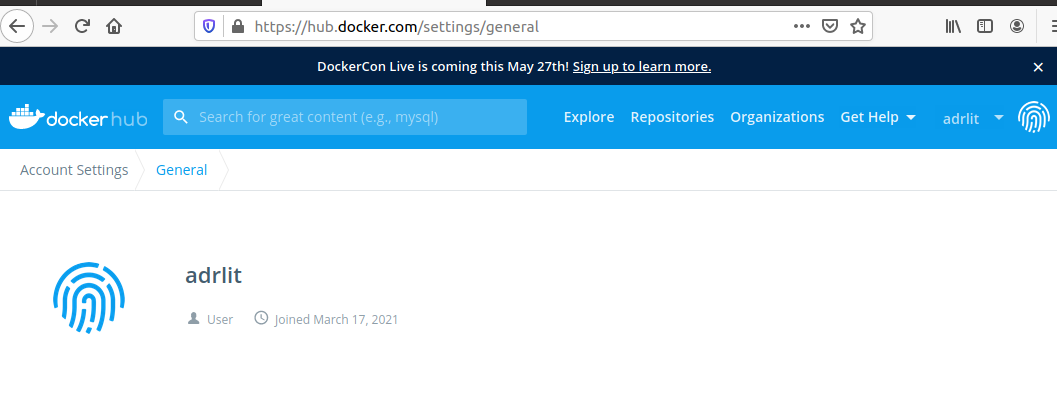 https://hub.docker.com/settings/general
DockerCon Live is coming this May 27th! Sign up to learn more.
docker hub
Search for great content (e.g., mysql)
Explore
Repositories
Organizations
Get Help
adrlit
Account Settings
General
adrlit
User
Joined March 17, 2021